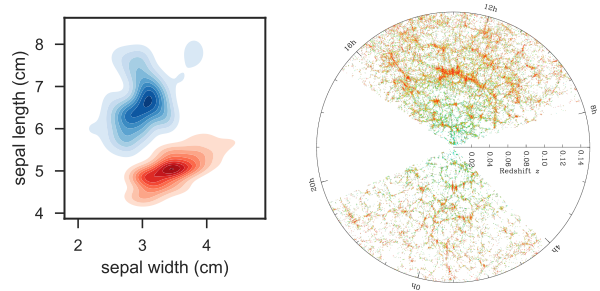 8
7
6
5
4
sepal length (cm)
2 3 4
sepal width (cm)
12h
16h
8h
20h
4h
0h
0.02 0.04 0.06 0.08 0.10 0.12 0.14
Redshift z